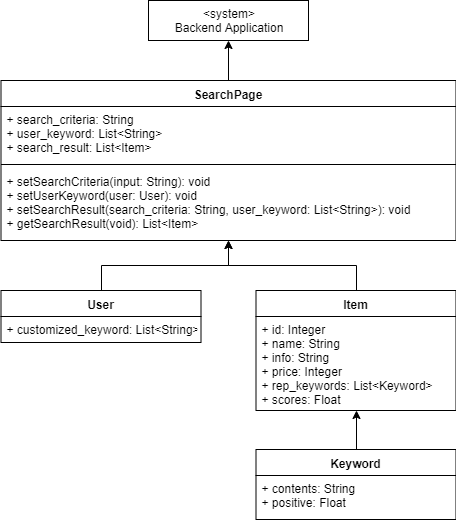 <system>
Backend Application
SearchPage
+ search_criteria: String
+ user_keyword: List<String>
+ search_result: List<Item>
+ setSearchCriteria(input: String): void
+ setUserKeyword(user: User): void
+ setSearchResult(search_criteria: String, user_keyword: List<String>): void
+ getSearchResult(void): List<Item>
User
+ customized_keyword: List<String>
Item
+ id: Integer
+ name: String
+ info: String
+ price: Integer
+ rep_keywords: List<Keyword>
+ scores: Float
Keyword
+ contents: String
+ positive: Float